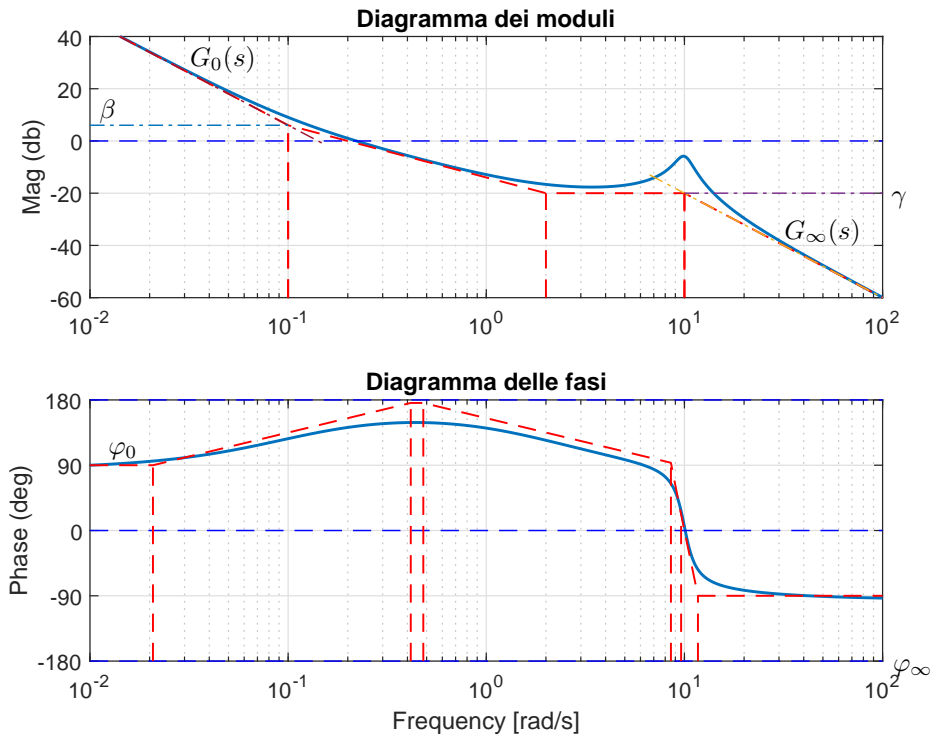 Diagramma dei moduli
40
20
0
-20
-40
-60
Mag (db)
G₀(s)
β
γ
G∞(s)
10⁻² 10⁻¹ 10⁰ 10¹ 10²
Diagramma delle fasi
180
90
0
-90
-180
Phase (deg)
φ₀
φ∞
10⁻² 10⁻¹ 10⁰ 10¹ 10²
Frequency [rad/s]